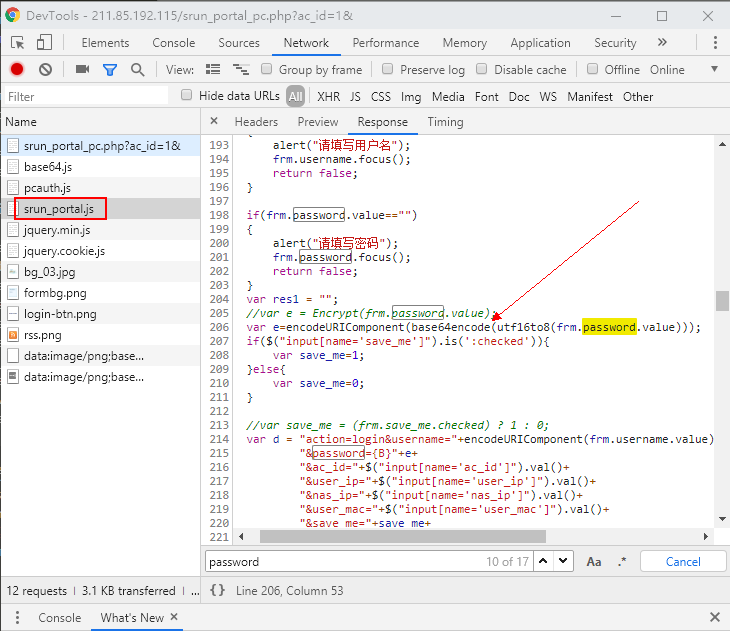 DevTools - 211.85.192.115/srun_portal_pc.php?ac_id=1&
Elements Console Sources Network Performance Memory Application Security »
View: Group by frame Preserve log Disable cache Offline Online
Filter Hide data URLs All XHR JS CSS Img Media Font Doc WS Manifest Other
Name
srun_portal_pc.php?ac_id=1&
base64.js
pcauth.js
srun_portal.js
jquery.min.js
jquery.cookie.js
bg_03.jpg
formbg.png
login-btn.png
rss.png
data:image/png;base...
data:image/png;base...
× Headers Preview Response Timing
{
193 alert("请填写用户名");
194 frm.username.focus();
195 return false;
196 }
197
198 if(frm.password.value=="")
199 {
200 alert("请填写密码");
201 frm.password.focus();
202 return false;
203 }
204 var res1 = "";
205 //var e = Encrypt(frm.password.value);
206 var e=encodeURIComponent(base64encode(utf16to8(frm.password.value)));
207 if($("input[name='save_me']").is(':checked')){
208 var save_me=1;
209 }else{
210 var save_me=0;
211 }
212
213 //var save_me = (frm.save_me.checked) ? 1 : 0;
214 var d = "action=login&username="+encodeURIComponent(frm.username.value)
215 "&password={B}"+e+
216 "&ac_id="+$("input[name='ac_id']").val()+
217 "&user_ip="+$("input[name='user_ip']").val()+
218 "&nas_ip="+$("input[name='nas_ip']").val()+
219 "&user_mac="+$("input[name='user_mac']").val()+
220 "&save_me="+save_me+
221
password 10 of 17 Aa .* Cancel
12 requests | 3.1 KB transferred | ...
{} Line 206, Column 53
Console What's New ×